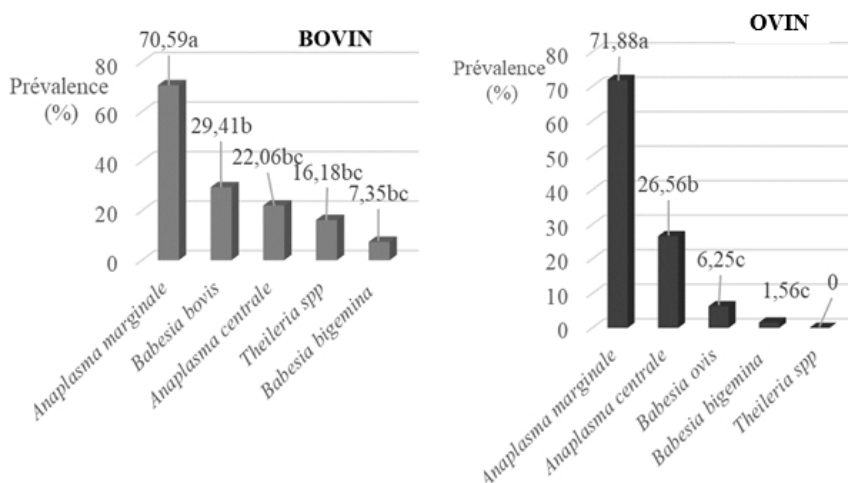 BOVIN
Prévalence
(%)
80
60
40
20
0
70,59a
29,41b
22,06bc
16,18bc
7,35bc
Anaplasma marginale
Babesia bovis
Anaplasma centrale
Theileria spp
Babesia bigemina
OVIN
Prévalence
(%)
80
70
60
50
40
30
20
10
0
71,88a
26,56b
6,25c
1,56c
0
Anaplasma marginale
Anaplasma centrale
Babesia ovis
Babesia bigemina
Theileria spp